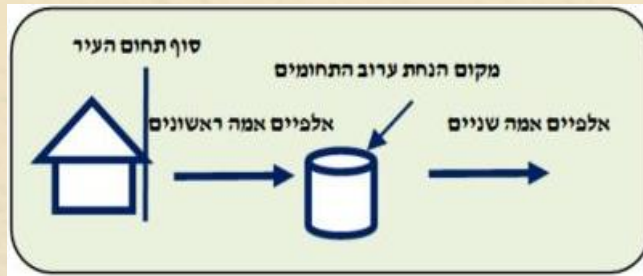 סוף תחום העיר
מקום הנחת ערוב התחומים
אלפיים אמה ראשונים
אלפיים אמה שניים